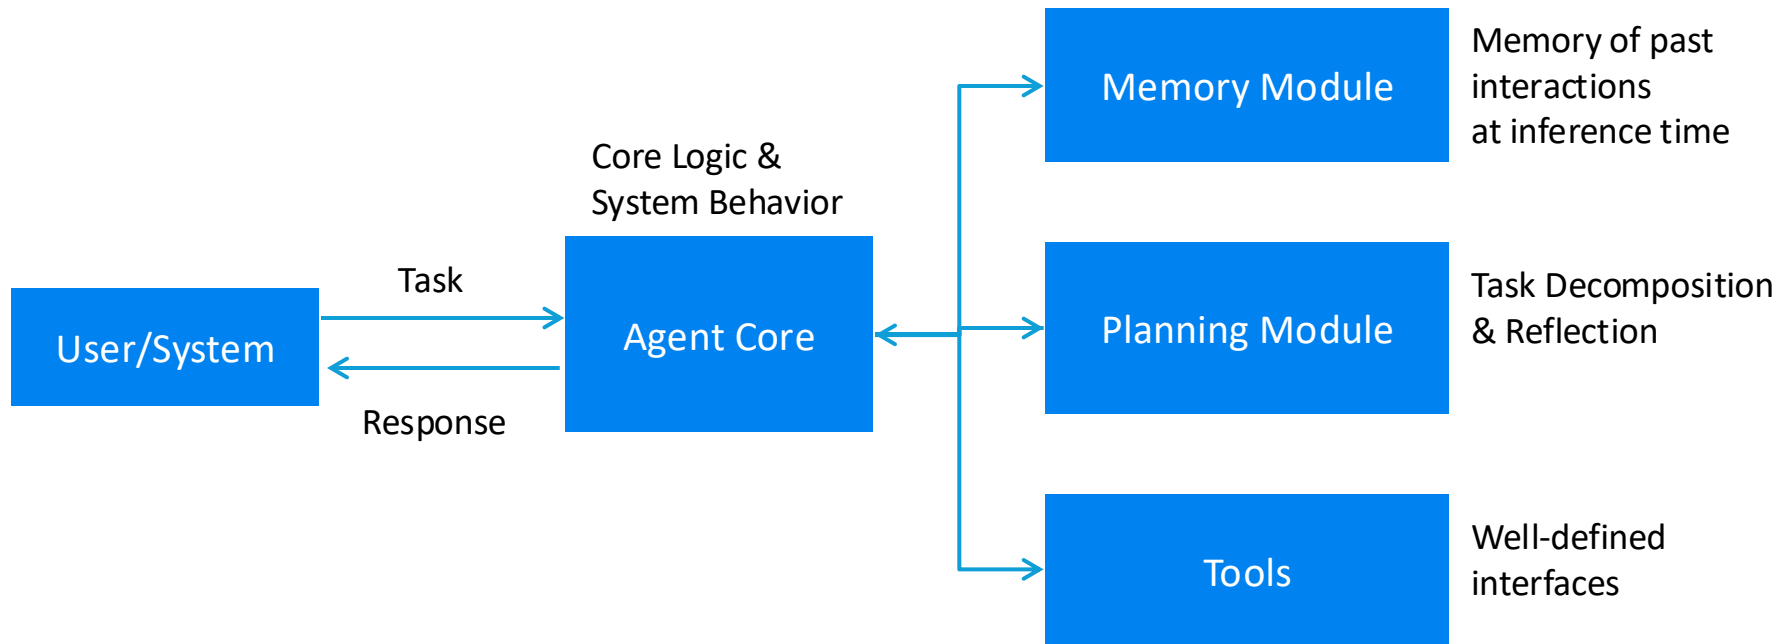 User/System
Task
Response
Core Logic &
System Behavior
Agent Core
Memory Module
Memory of past
interactions
at inference time
Planning Module
Task Decomposition
& Reflection
Tools
Well-defined
interfaces